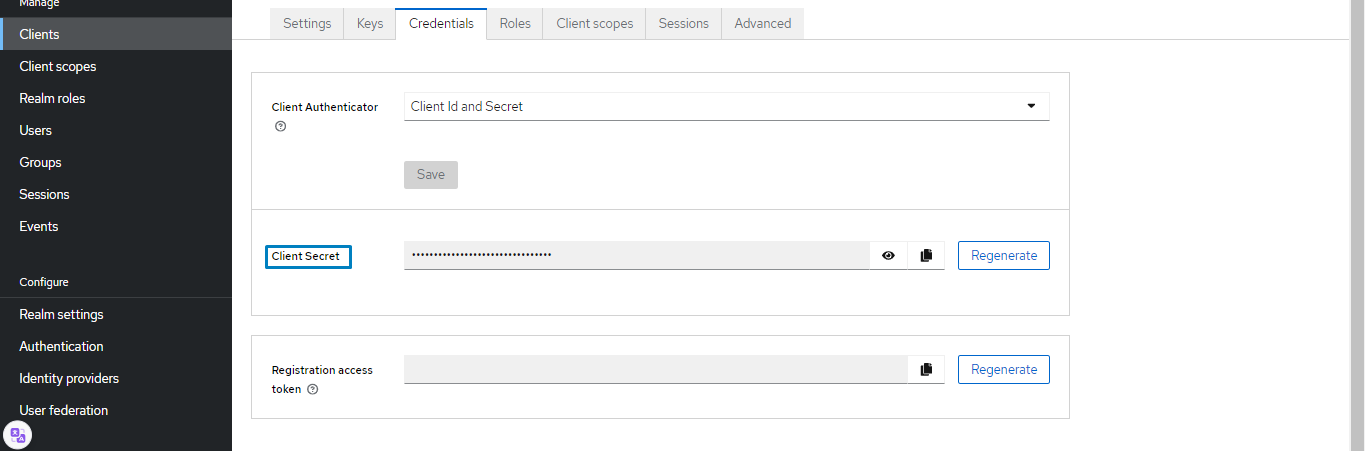 Manage
Clients
Client scopes
Realm roles
Users
Groups
Sessions
Events
Configure
Realm settings
Authentication
Identity providers
User federation
Settings Keys Credentials Roles Client scopes Sessions Advanced
Client Authenticator
Client Id and Secret
Save
Client Secret
••••••••••••••••••••••••••••••••
Regenerate
Registration access
token
Regenerate